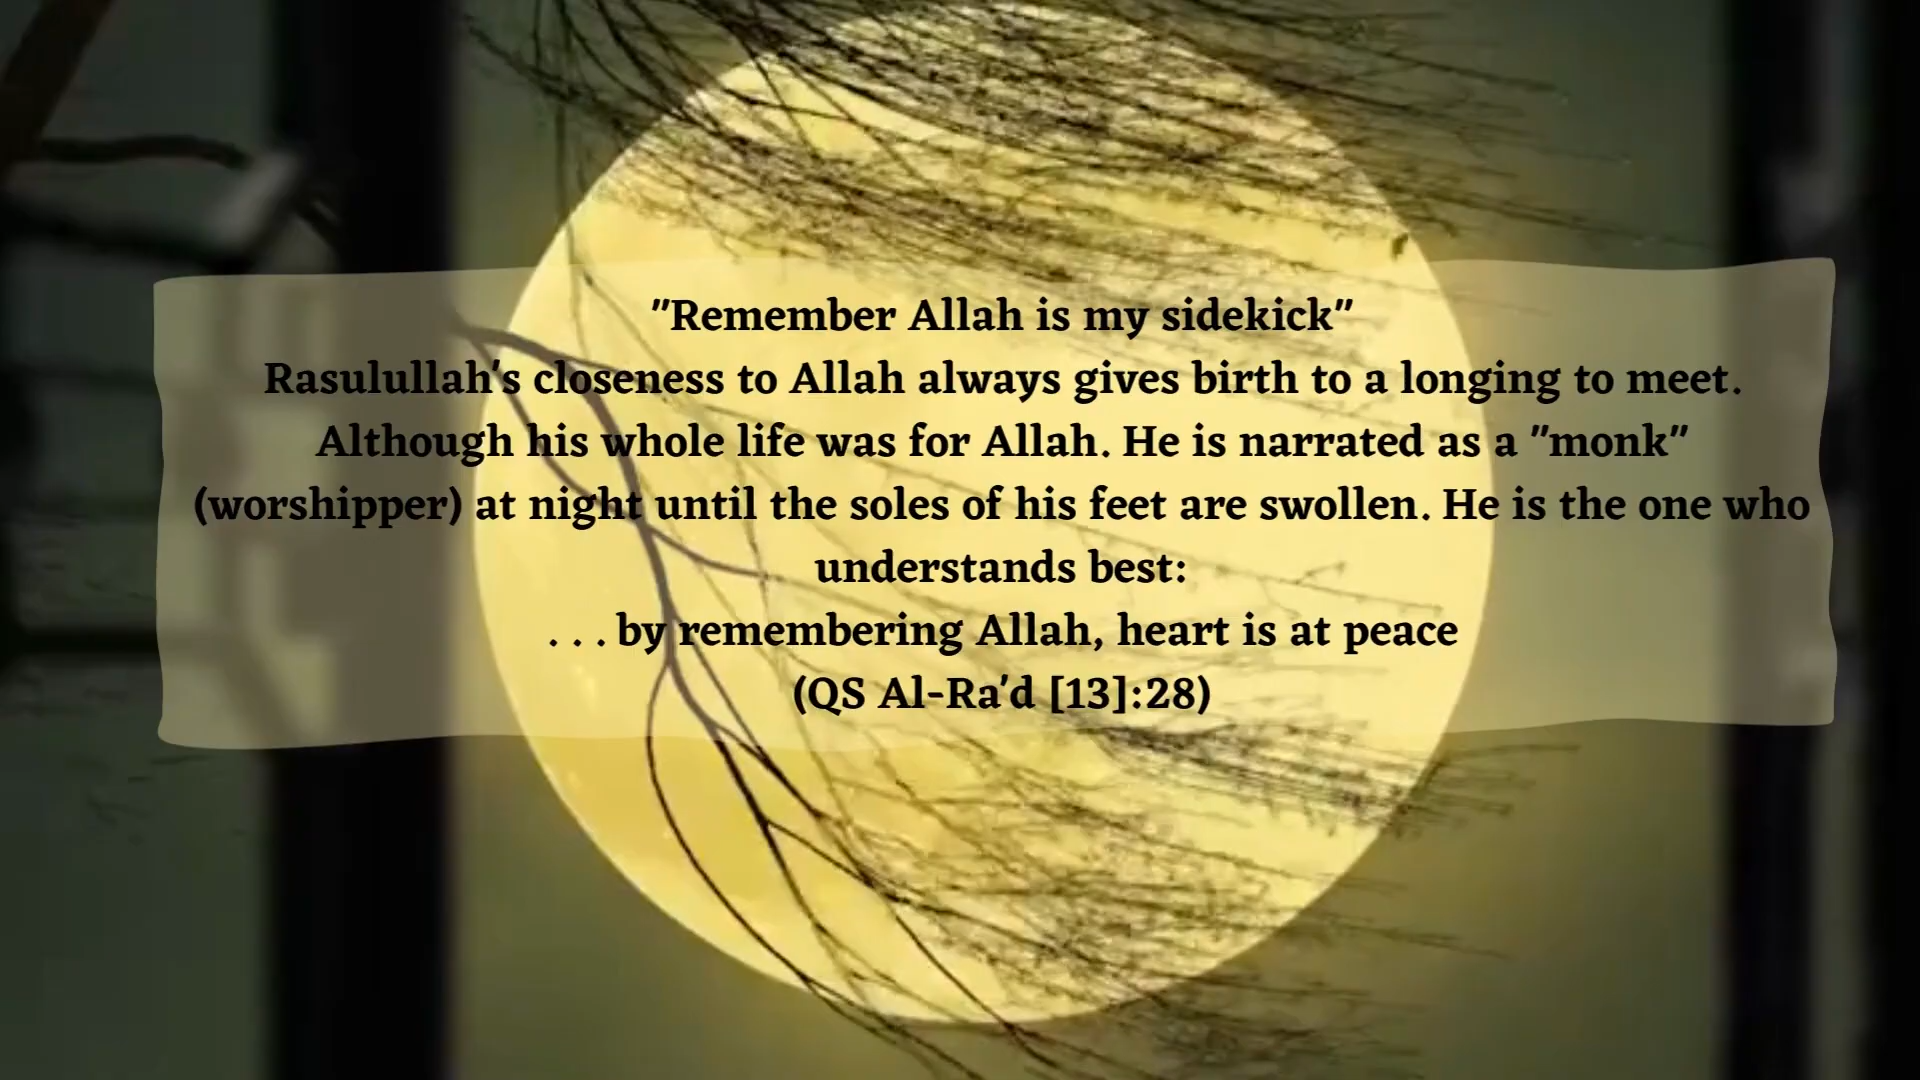 "Remember Allah is my sidekick"
Rasulullah's closeness to Allah always gives birth to a longing to meet.
Although his whole life was for Allah. He is narrated as a "monk"
(worshipper) at night until the soles of his feet are swollen. He is the one who
understands best:
. . . by remembering Allah, heart is at peace
(QS Al-Ra'd [13]:28)